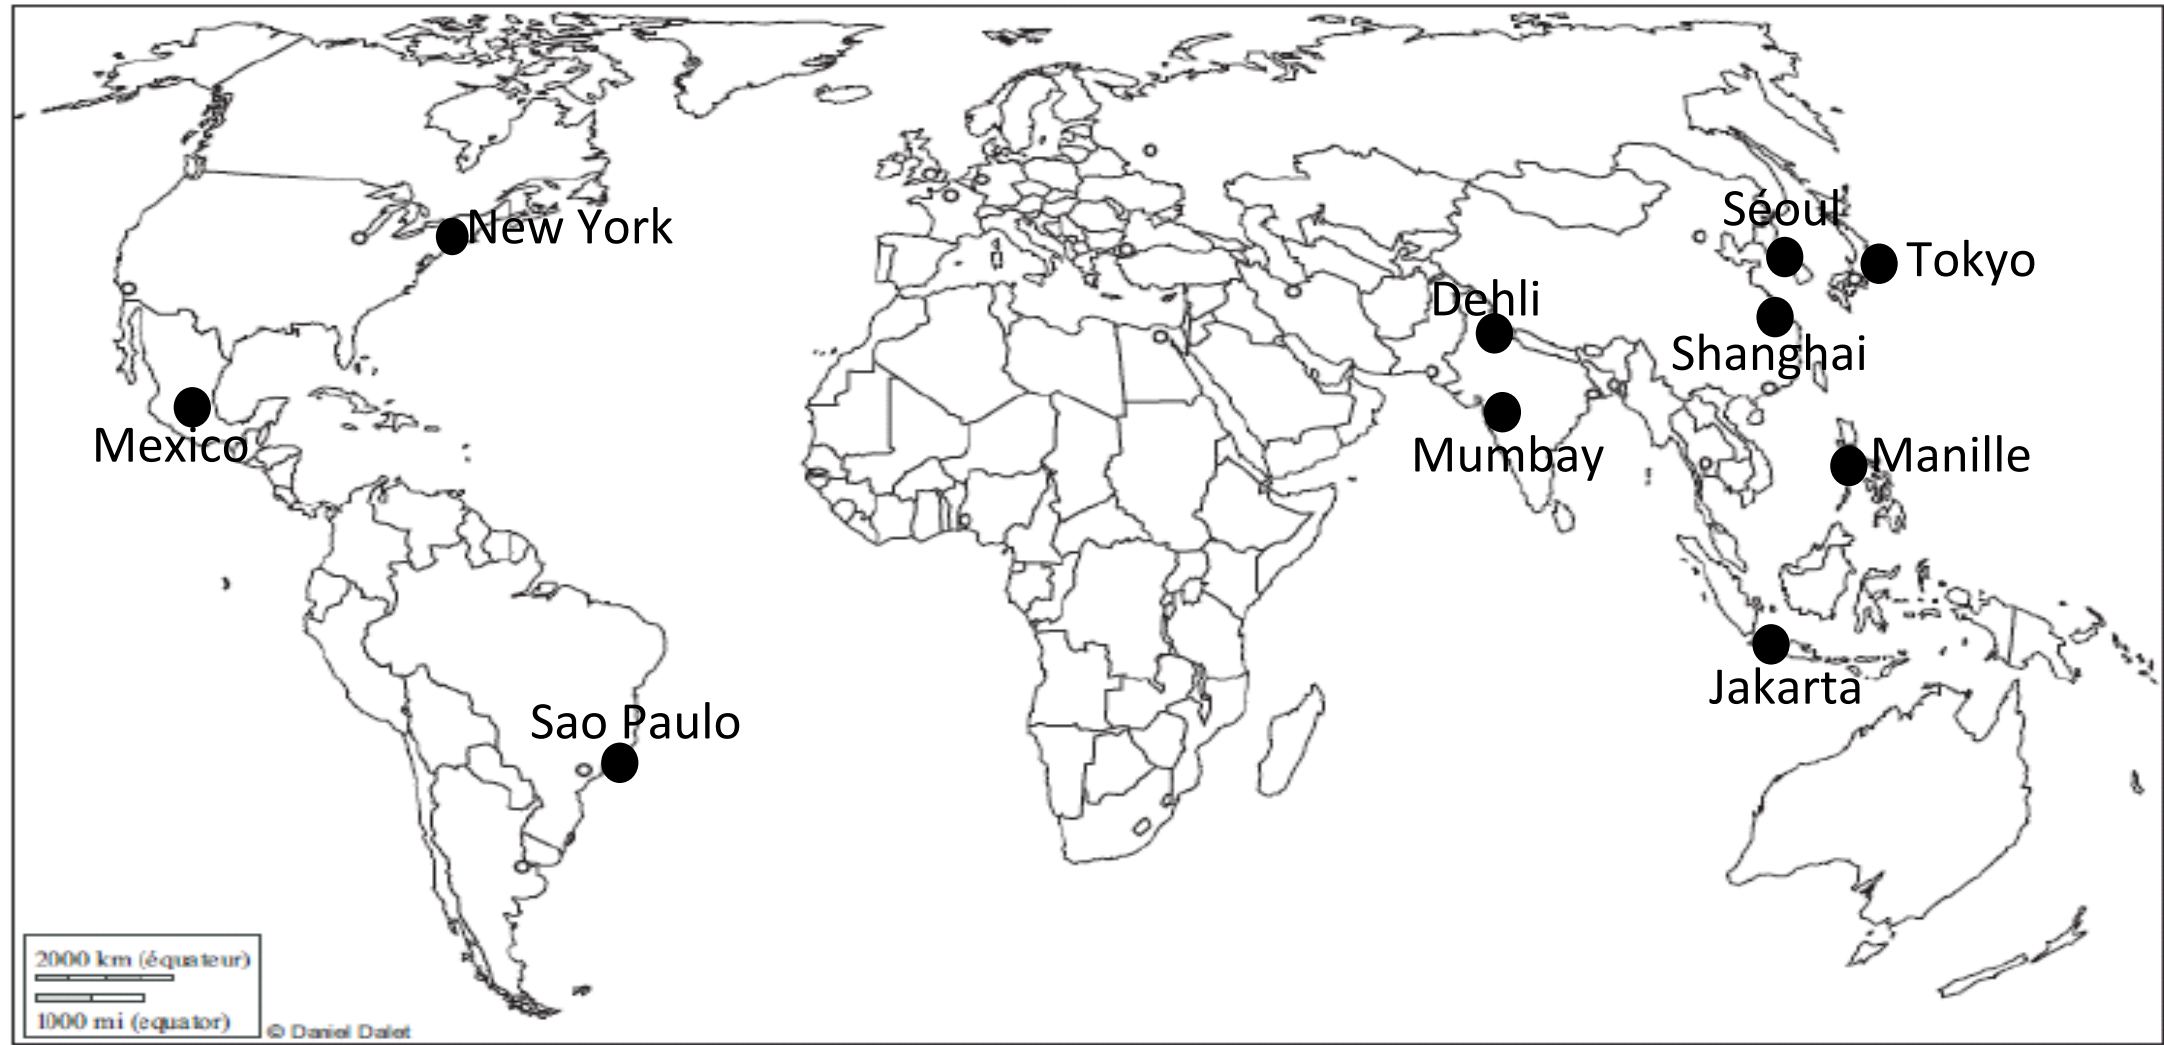 Séoul
New York
Tokyo
Dehli
Shanghai
Mexico
Mumbay
Manille
Jakarta
Sao Paulo
2000 km (équateur)
1000 mi (equator)
© Daniel Dalet